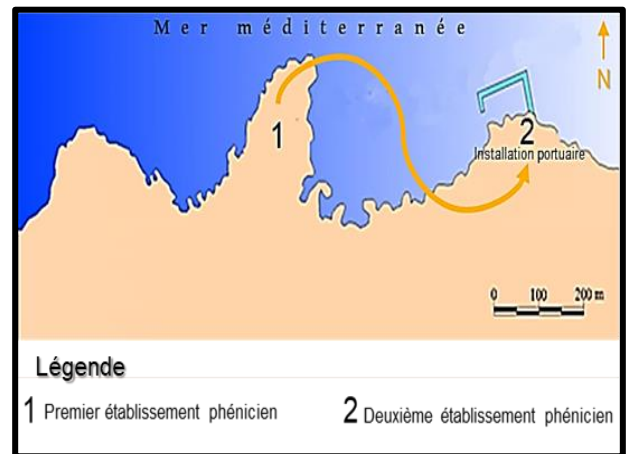 Mer méditerranée
N
1
2
Installation portuaire
0 100 200 m
Légende
1 Premier établissement phénicien
2 Deuxième établissement phénicien